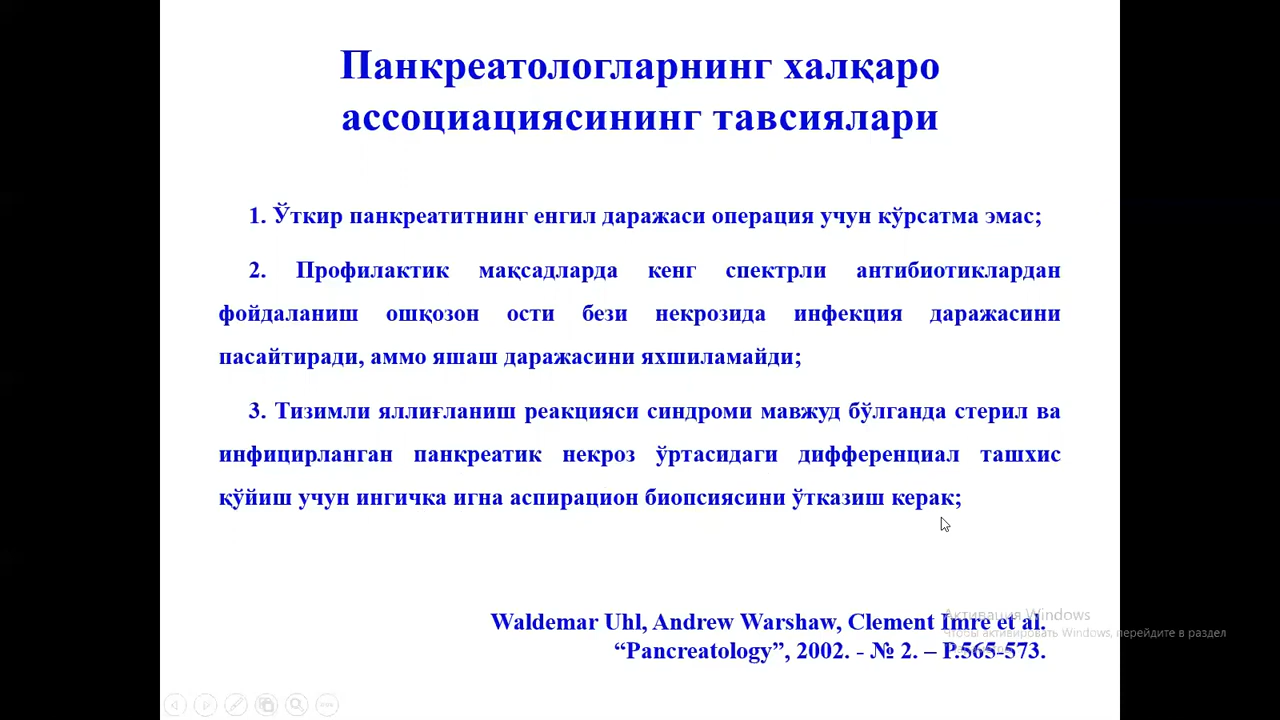 Панкреатологларнинг халқаро
ассоциациясининг тавсиялари
1. Ўткир панкреатитнинг енгил даражаси операция учун кўрсатма эмас;
2. Профилактик мақсадларда кенг спектрли антибиотиклардан
фойдаланиш ошқозон ости бези некрозида инфекция даражасини
пасайтиради, аммо яшаш даражасини яхшиламайди;
3. Тизимли яллиғланиш реакцияси синдроми мавжуд бўлганда стерил ва
инфицирланган панкреатик некроз ўртасидаги дифференциал ташхис
қўйиш учун ингичка игна аспирацион биопсиясини ўтказиш керак;
Waldemar Uhl, Andrew Warshaw, Clement Imre et al.
“Pancreatology”, 2002. - № 2. – P.565-573.
Активация Windows
Чтобы активировать Windows, перейдите в раздел